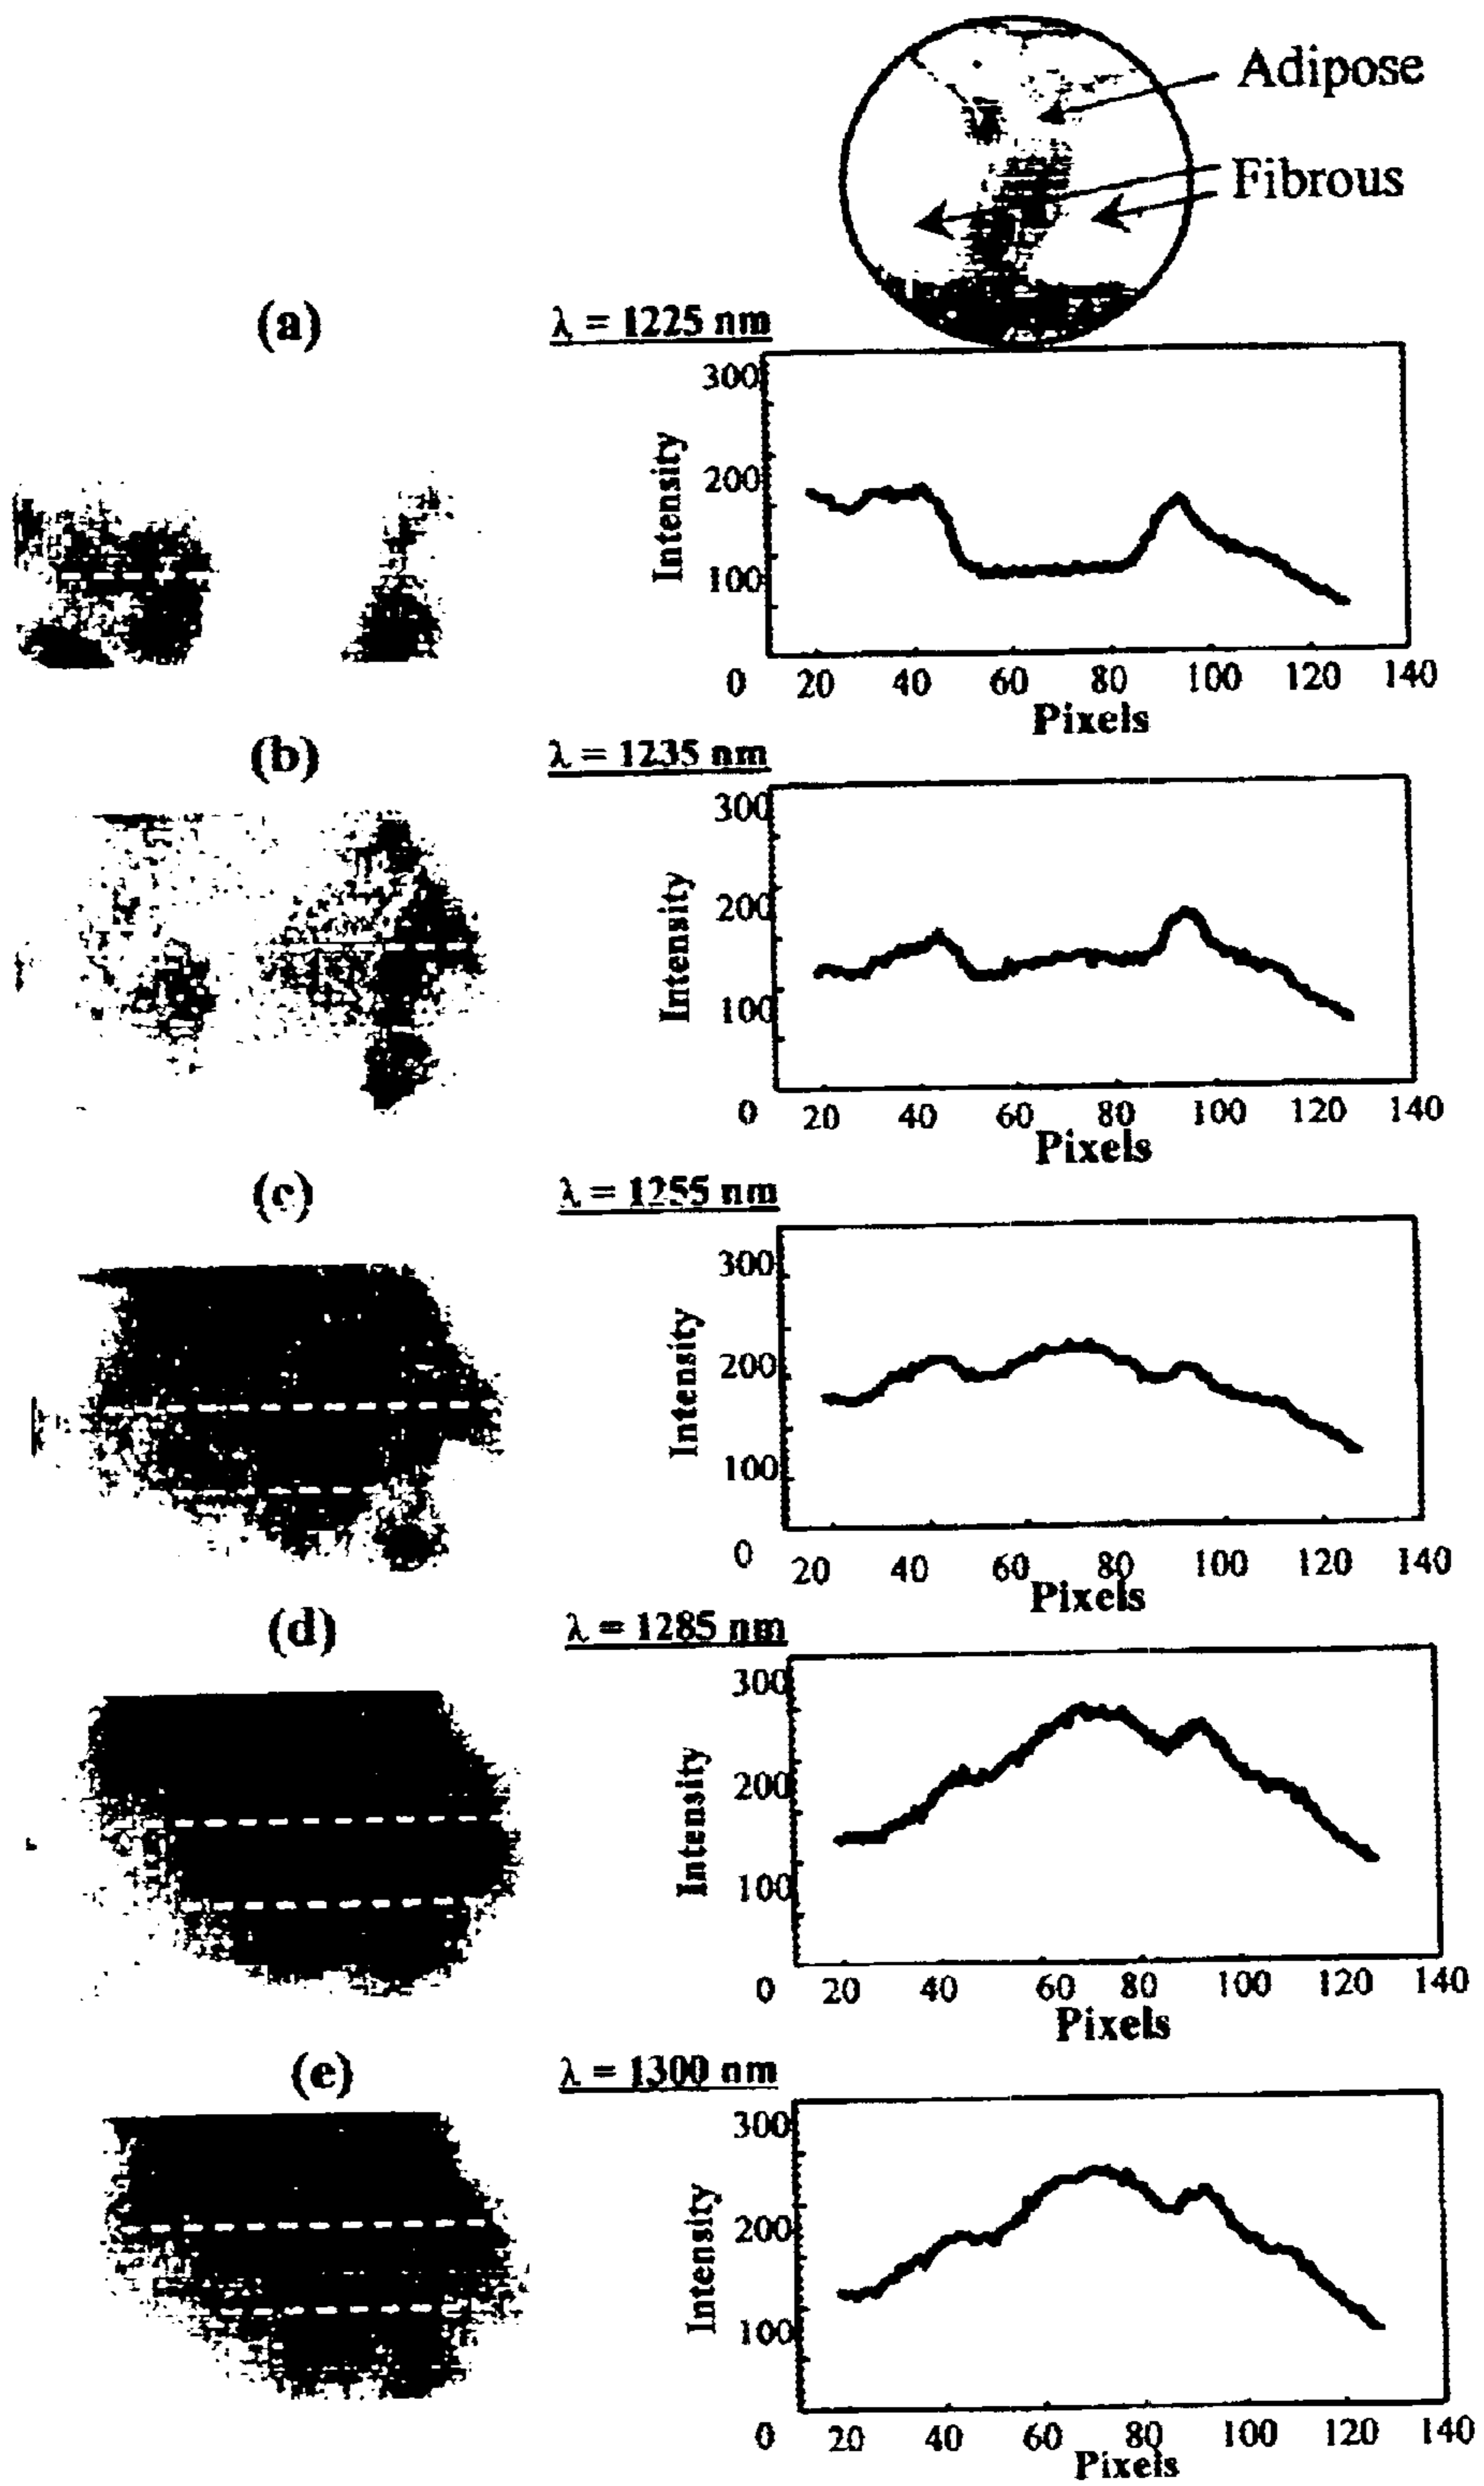 Adipose
Fibrous
(a)
λ = 1225 nm
300
200
100
0
Intensity
20 40 60 80 100 120 140
Pixels
(b)
λ = 1235 nm
300
200
100
0
Intensity
20 40 60 80 100 120 140
Pixels
(c)
λ = 1255 nm
300
200
100
0
Intensity
20 40 60 80 100 120 140
Pixels
(d)
λ = 1285 nm
300
200
100
0
Intensity
20 40 60 80 100 120 140
Pixels
(e)
λ = 1300 nm
300
200
100
0
Intensity
20 40 60 80 100 120 140
Pixels